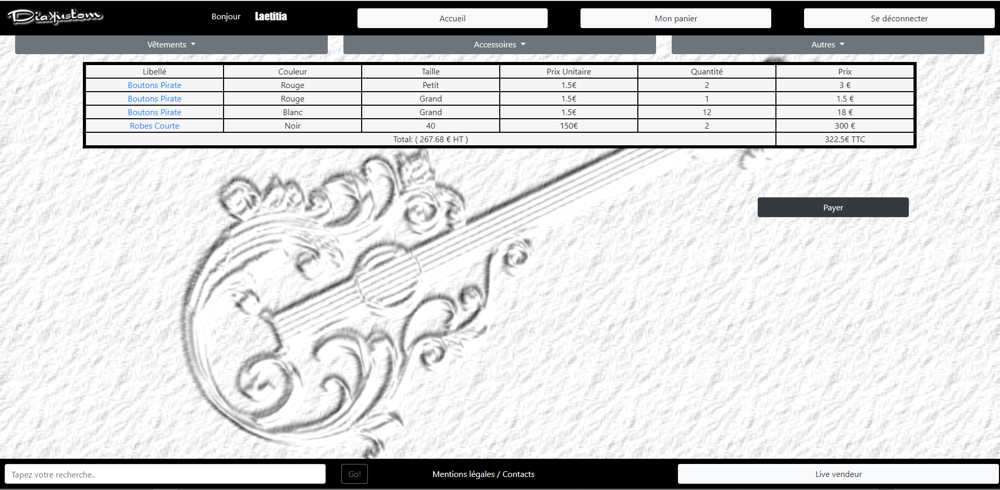 Diakkustom Bonjour Laetitia Accueil Mon panier Se déconnecter
Vêtements Accessoires Autres
Libellé Couleur Taille Prix Unitaire Quantité Prix
Boutons Pirate Rouge Petit 1.5€ 2 3 €
Boutons Pirate Rouge Grand 1.5€ 1 1.5 €
Boutons Pirate Blanc Grand 1.5€ 12 18 €
Robes Courte Noir 40 150€ 2 300 €
Total: ( 267.68 € HT ) 322.5€ TTC
Payer
Tapez votre recherche.. Go! Mentions légales / Contacts Live vendeur